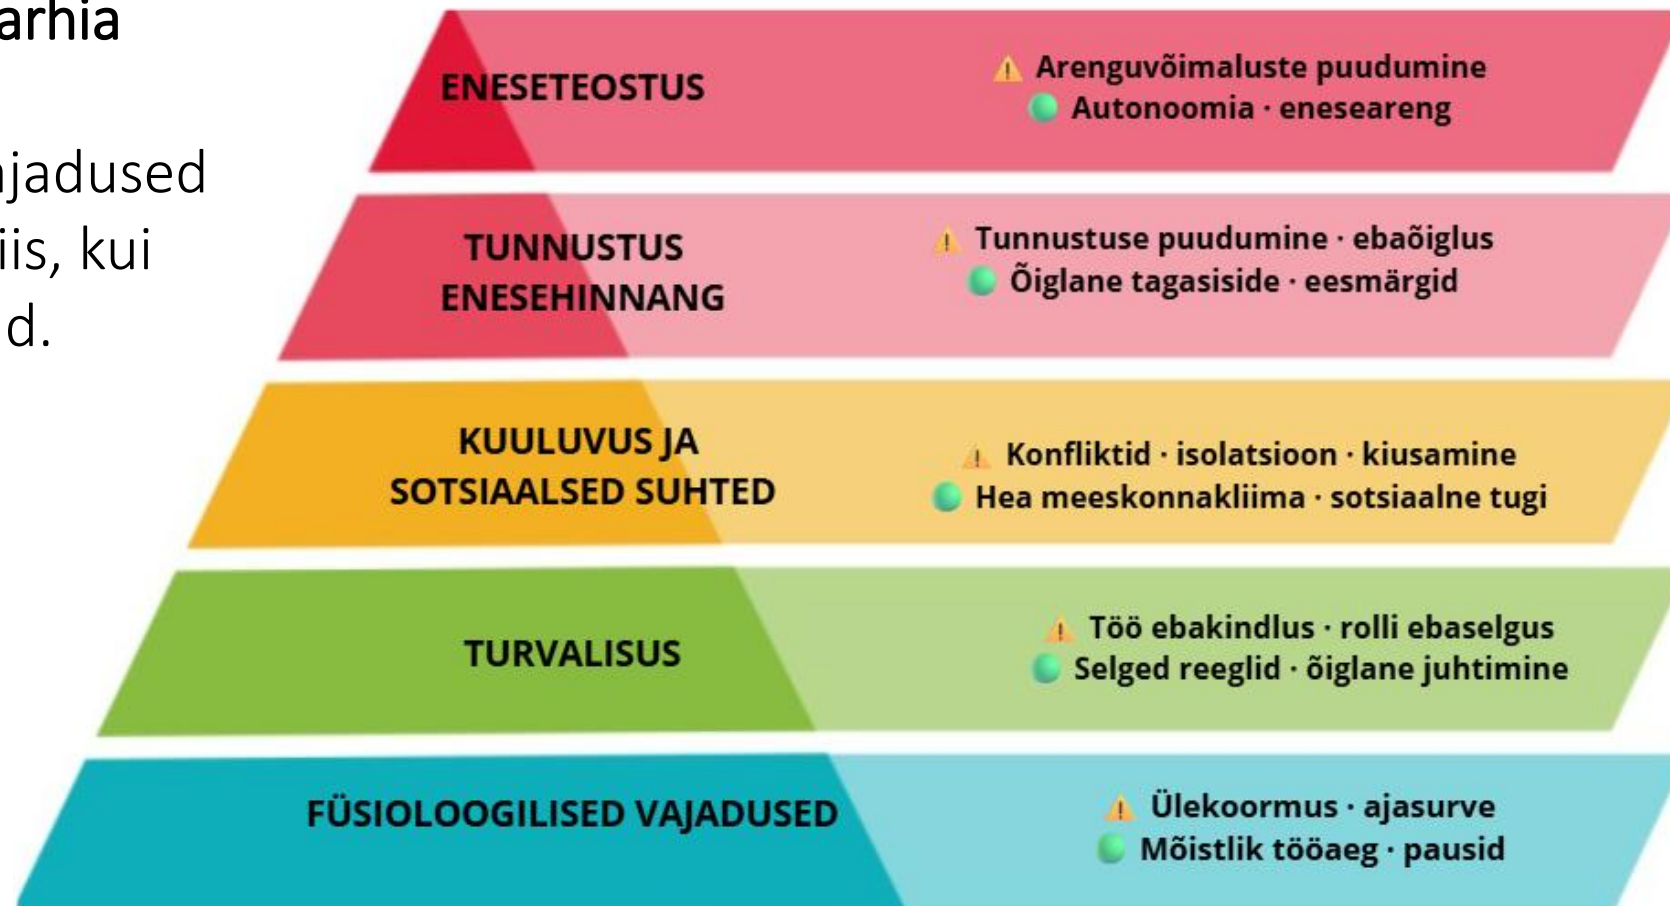 arhia
ajadused
iis, kui
d.
ENESETEOSTUS
⚠️ Arenguvõimaluste puudumine
🟢 Autonoomia · eneseareng
TUNNUSTUS
ENESEHINNANG
⚠️ Tunnustuse puudumine · ebaõiglus
🟢 Õiglane tagasiside · eesmärgid
KUULUVUS JA
SOTSIAALSED SUHTED
⚠️ Konfliktid · isolatsioon · kiusamine
🟢 Hea meeskonnakliima · sotsiaalne tugi
TURVALISUS
⚠️ Töö ebakindlus · rolli ebaselgus
🟢 Selged reeglid · õiglane juhtimine
FÜSIOLOOGILISED VAJADUSED
⚠️ Ülekoormus · ajasurve
🟢 Mõistlik tööaeg · pausid